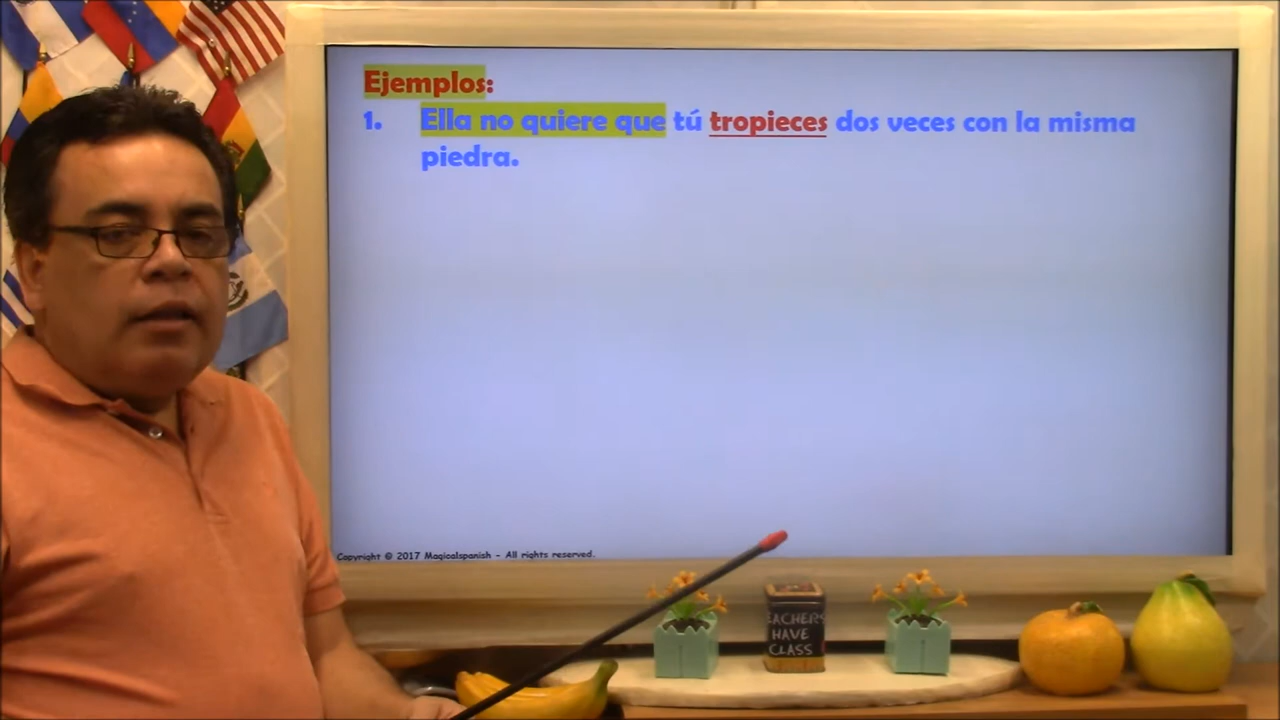 Ejemplos:
1. Ella no quiere que tú tropieces dos veces con la misma
piedra.
Copyright © 2017 Magicalspanish - All rights reserved.
EACHERS
HAVE
CLASS